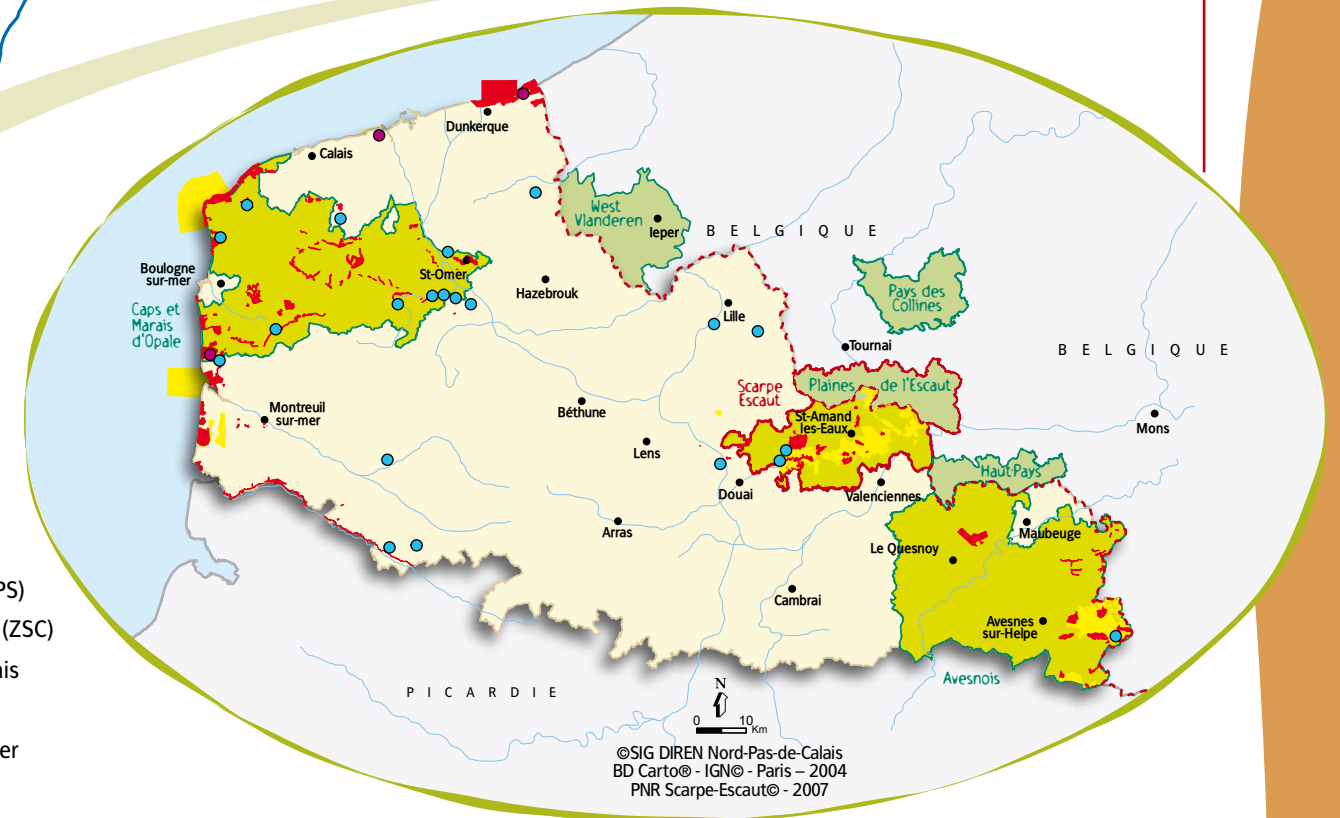 Dunkerque
Calais
West
Vlanderen
Ieper
B E L G I Q U E
Boulogne
sur-mer
St-Omer
Hazebrouk
Pays des
Collines
Caps et
Marais
d'Opale
Lille
Tournai
B E L G I Q U E
Scarpe
Escaut
Plaines de l'Escaut
Montreuil
sur-mer
Béthune
St-Amand
les-Eaux
Mons
Lens
Haut-Pays
Douai
Valenciennes
Arras
Maubeuge
Le Quesnoy
Cambrai
PS)
(ZSC)
Avesnes
sur-Helpe
ais
Avesnois
P I C A R D I E
N
0 10 Km
er
©SIG DIREN Nord-Pas-de-Calais
BD Carto® - IGN© - Paris – 2004
PNR Scarpe-Escaut© - 2007